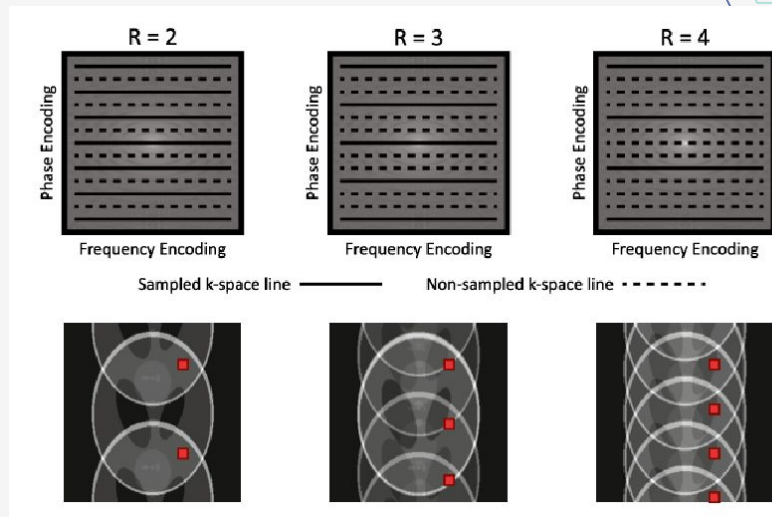 R = 2
R = 3
R = 4
Phase Encoding
Phase Encoding
Phase Encoding
Frequency Encoding
Frequency Encoding
Frequency Encoding
Sampled k-space line
Non-sampled k-space line